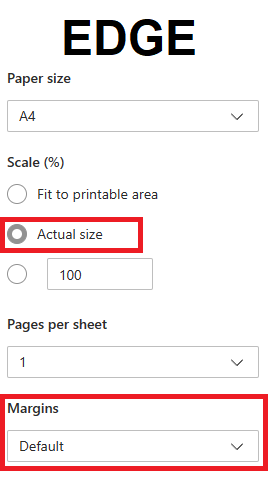 EDGE
Paper size
A4
Scale (%)
Fit to printable area
Actual size
100
Pages per sheet
1
Margins
Default